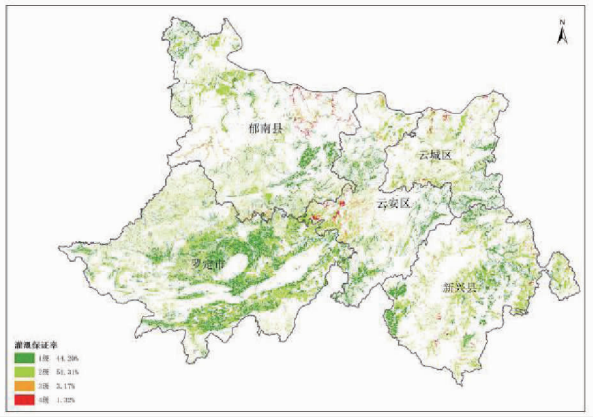 N
郁南县
云城区
云安区
罗定市
新兴县
灌溉保证率
1级 44.20%
2级 51.31%
3级 3.17%
4级 1.32%